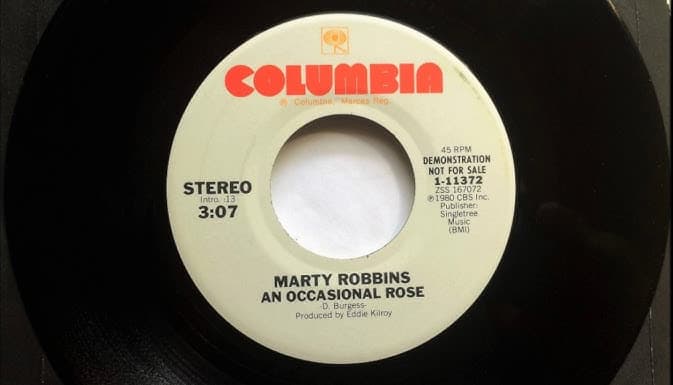 COLUMBIA
® Columbia, Marcas Reg.
STEREO
Intro. :13
3:07
45 RPM
DEMONSTRATION
NOT FOR SALE
1-11372
ZSS 167072
℗1980 CBS Inc.
Publisher:
Singletree
Music
(BMI)
MARTY ROBBINS
AN OCCASIONAL ROSE
-D. Burgess-
Produced by Eddie Kilroy